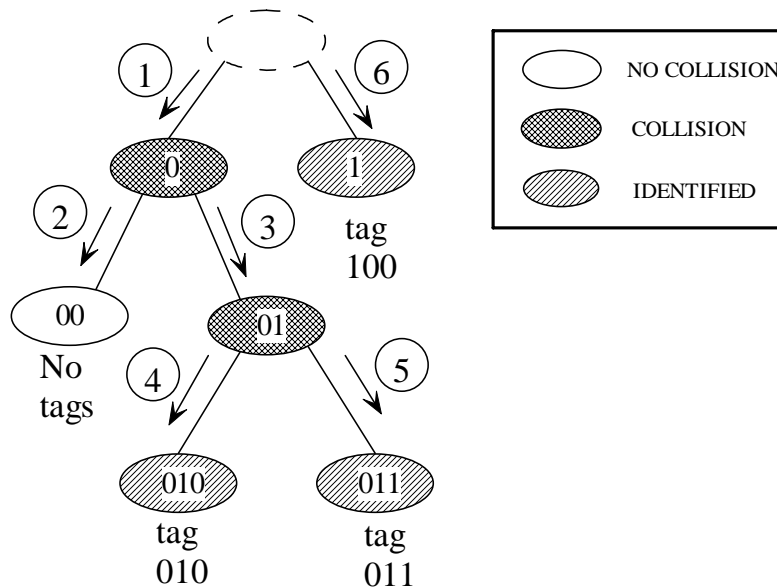 1
6
NO COLLISION
COLLISION
IDENTIFIED
0
1
2
3
tag
100
00
01
No
tags
4
5
010
011
tag
010
tag
011